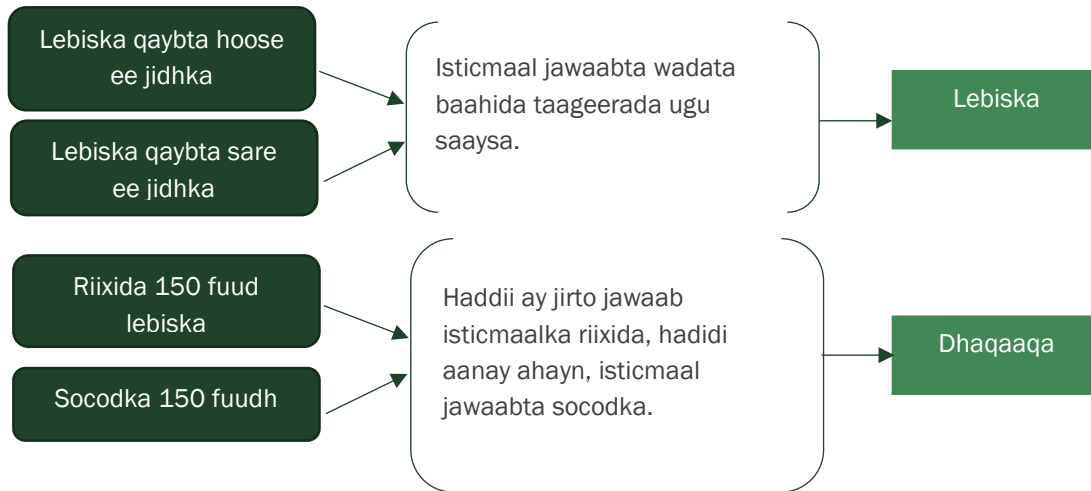 Lebiska qaybta hoose
ee jidhka
Lebiska qaybta sare
ee jidhka
Isticmaal jawaabta wadata
baahida taageerada ugu
saaysa.
Lebiska
Riixida 150 fuud
lebiska
Socodka 150 fuudh
Haddii ay jirto jawaab
isticmaalka riixida, hadidi
aanay ahayn, isticmaal
jawaabta socodka.
Dhaqaaqa